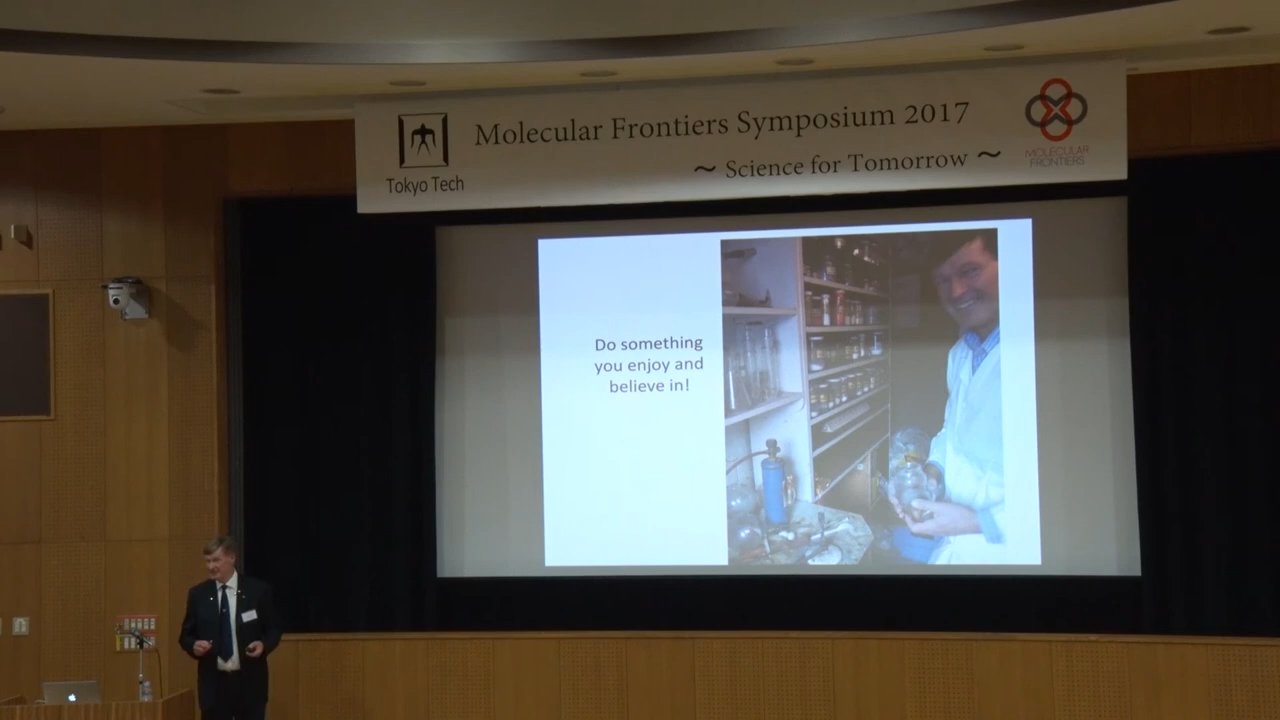 Tokyo Tech
Molecular Frontiers Symposium 2017
～ Science for Tomorrow ～
MOLECULAR
FRONTIERS
Do something
you enjoy and
believe in!